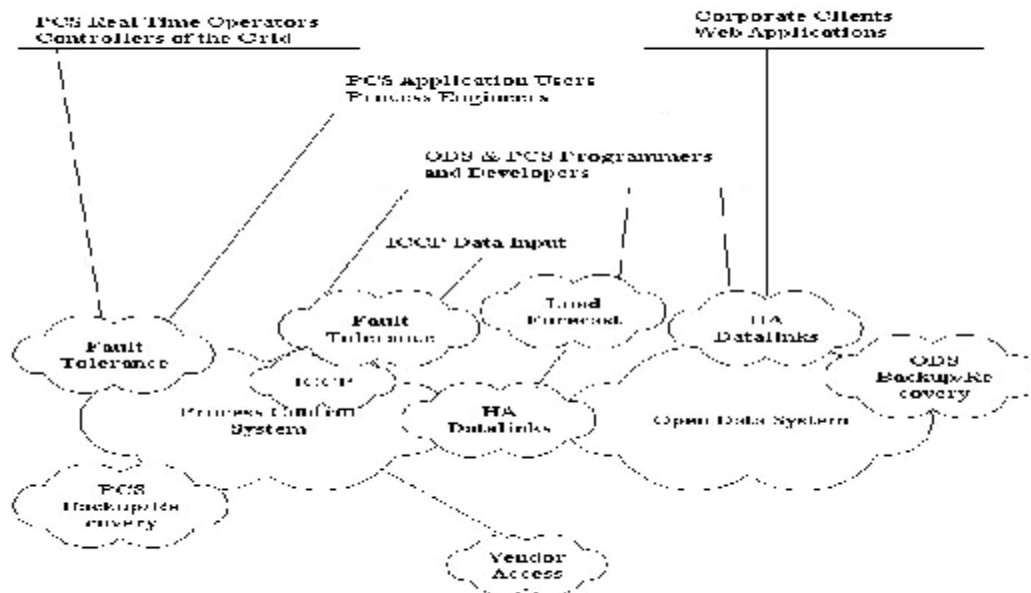 PCS Real Time Operators
Controllers of the Grid
Corporate Clients
Web Applications
PCS Application Users
Process Engineers
ODS & PCS Programmers
and Developers
ICCP Data Input
Load
Forecast
HA
Datalinks
Fault
Tolerance
Fault
Tolerance
ODS
Backup/Re
covery
ICCP
Process Control
System
HA
Datalinks
Open Data System
PCS
Backup/Re
covery
Vendor
Access